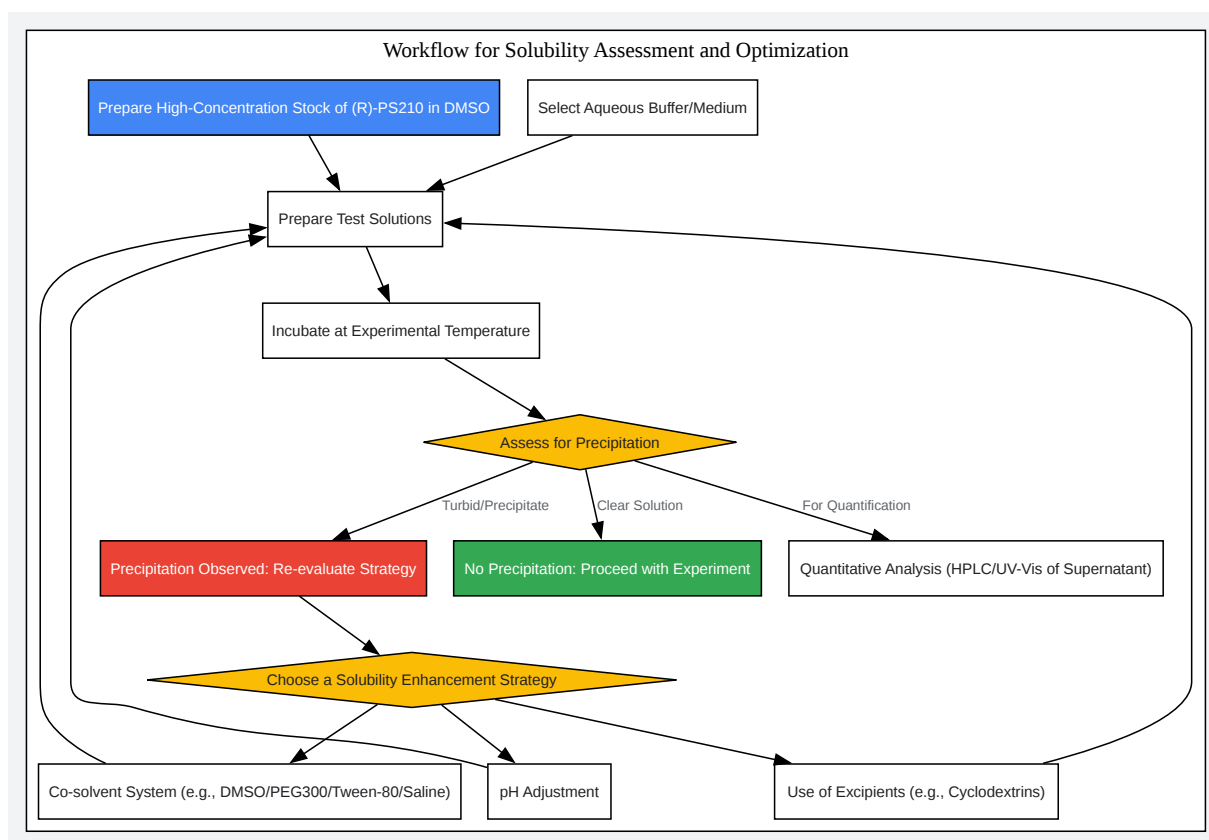 Workflow for Solubility Assessment and Optimization
Prepare High-Concentration Stock of (R)-PS210 in DMSO
Select Aqueous Buffer/Medium
Prepare Test Solutions
Incubate at Experimental Temperature
Assess for Precipitation
Turbid/Precipitate
Clear Solution
For Quantification
Precipitation Observed: Re-evaluate Strategy
No Precipitation: Proceed with Experiment
Quantitative Analysis (HPLC/UV-Vis of Supernatant)
Choose a Solubility Enhancement Strategy
Co-solvent System (e.g., DMSO/PEG300/Tween-80/Saline)
pH Adjustment
Use of Excipients (e.g., Cyclodextrins)